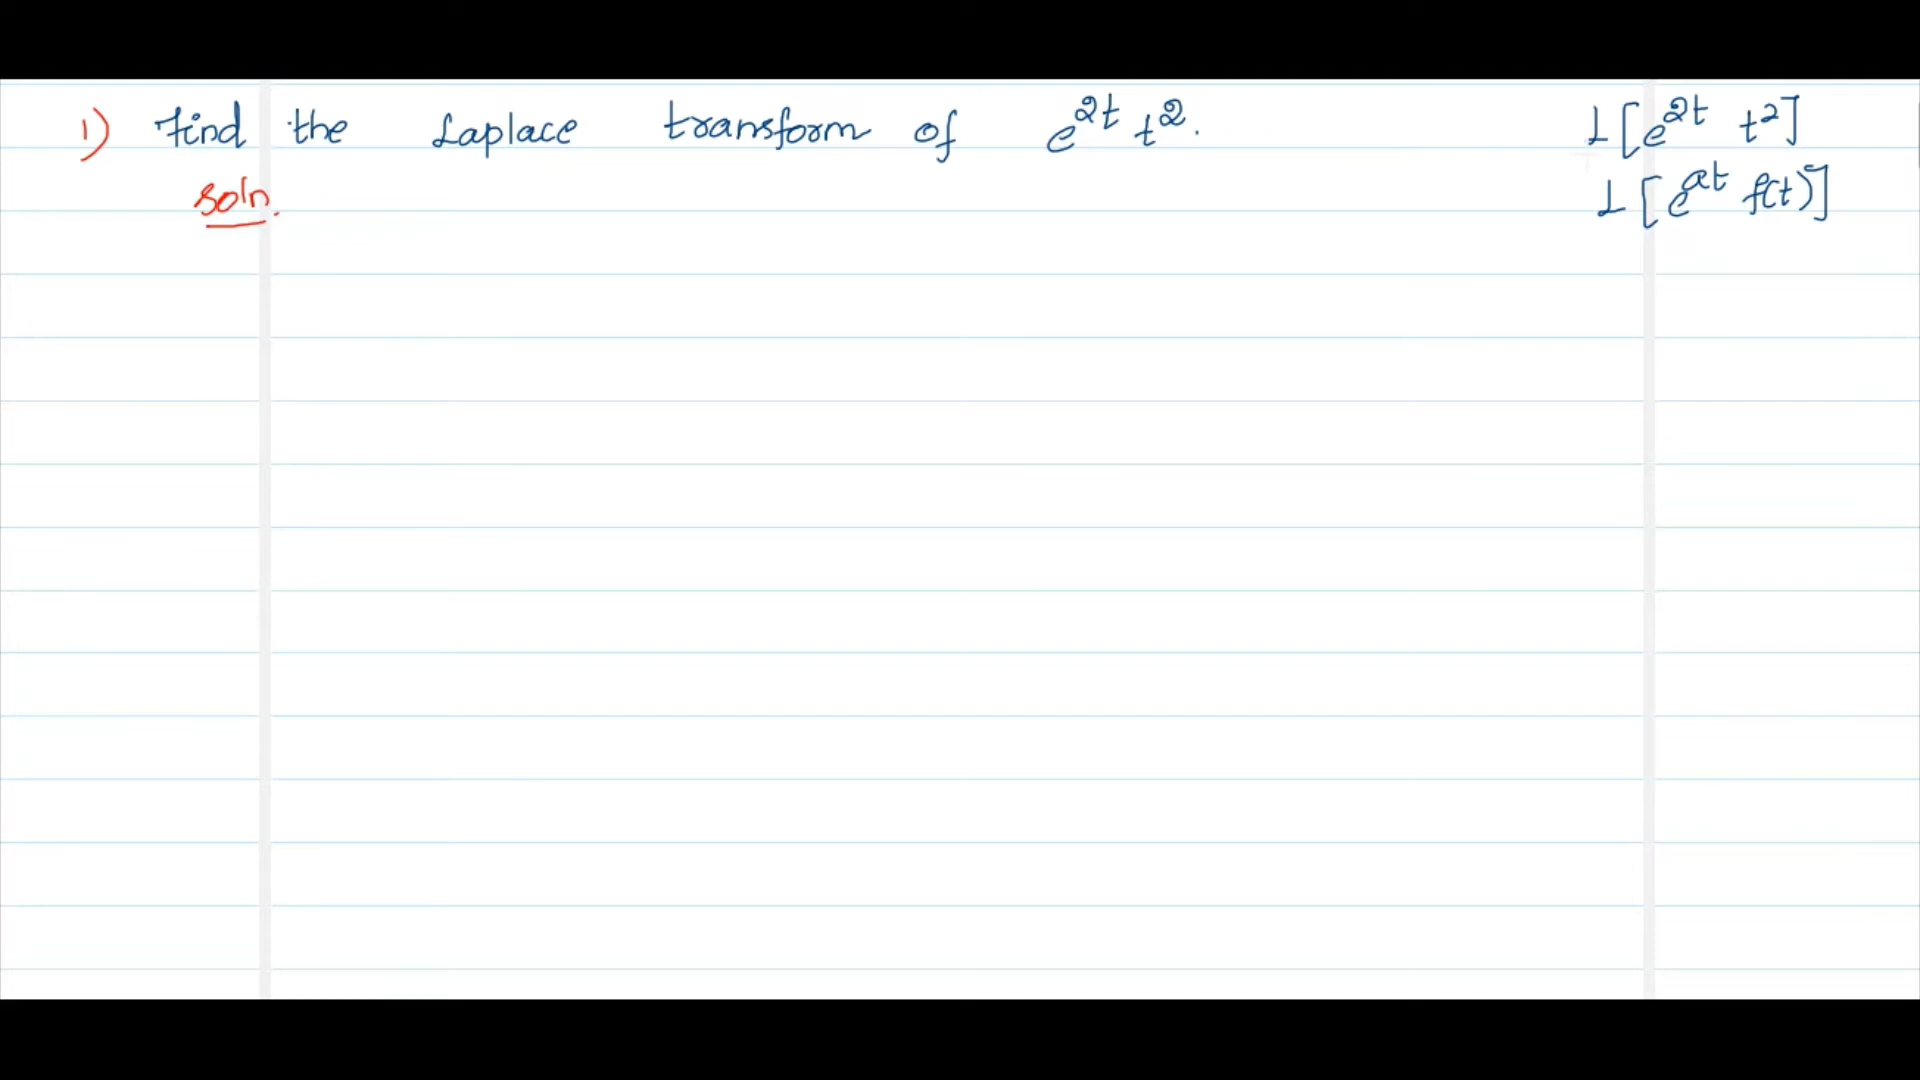 1) Find the Laplace transform of e^{2t} t^2.
L[e^{2t} t^2]
soln.
L[e^{at} f(t)]